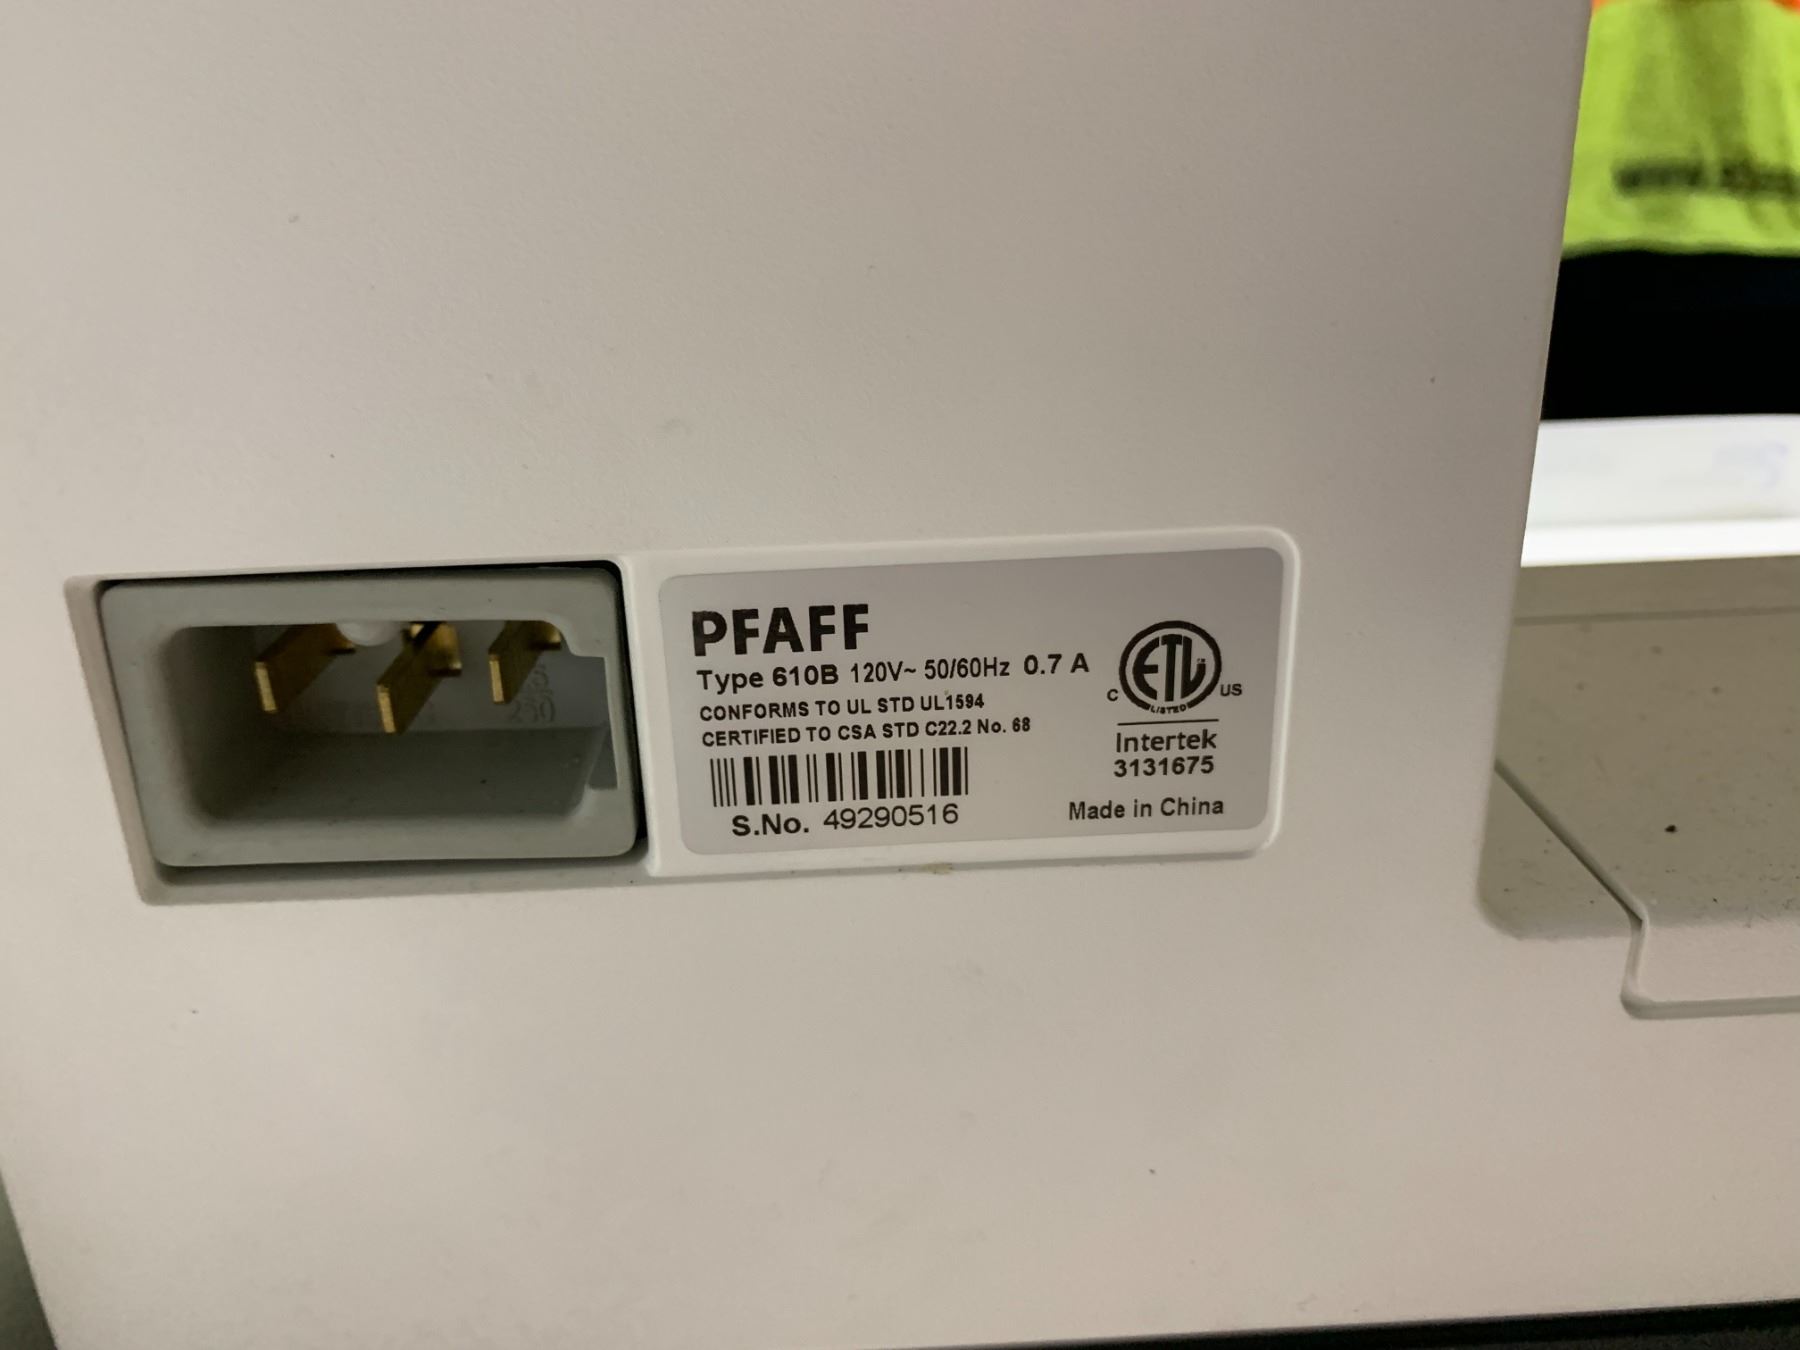 PFAFF
Type 610B 120V~ 50/60Hz 0.7 A
CONFORMS TO UL STD UL1594
CERTIFIED TO CSA STD C22.2 No. 68
S.No. 49290516
C ETL US
LISTED
Intertek
3131675
Made in China
250